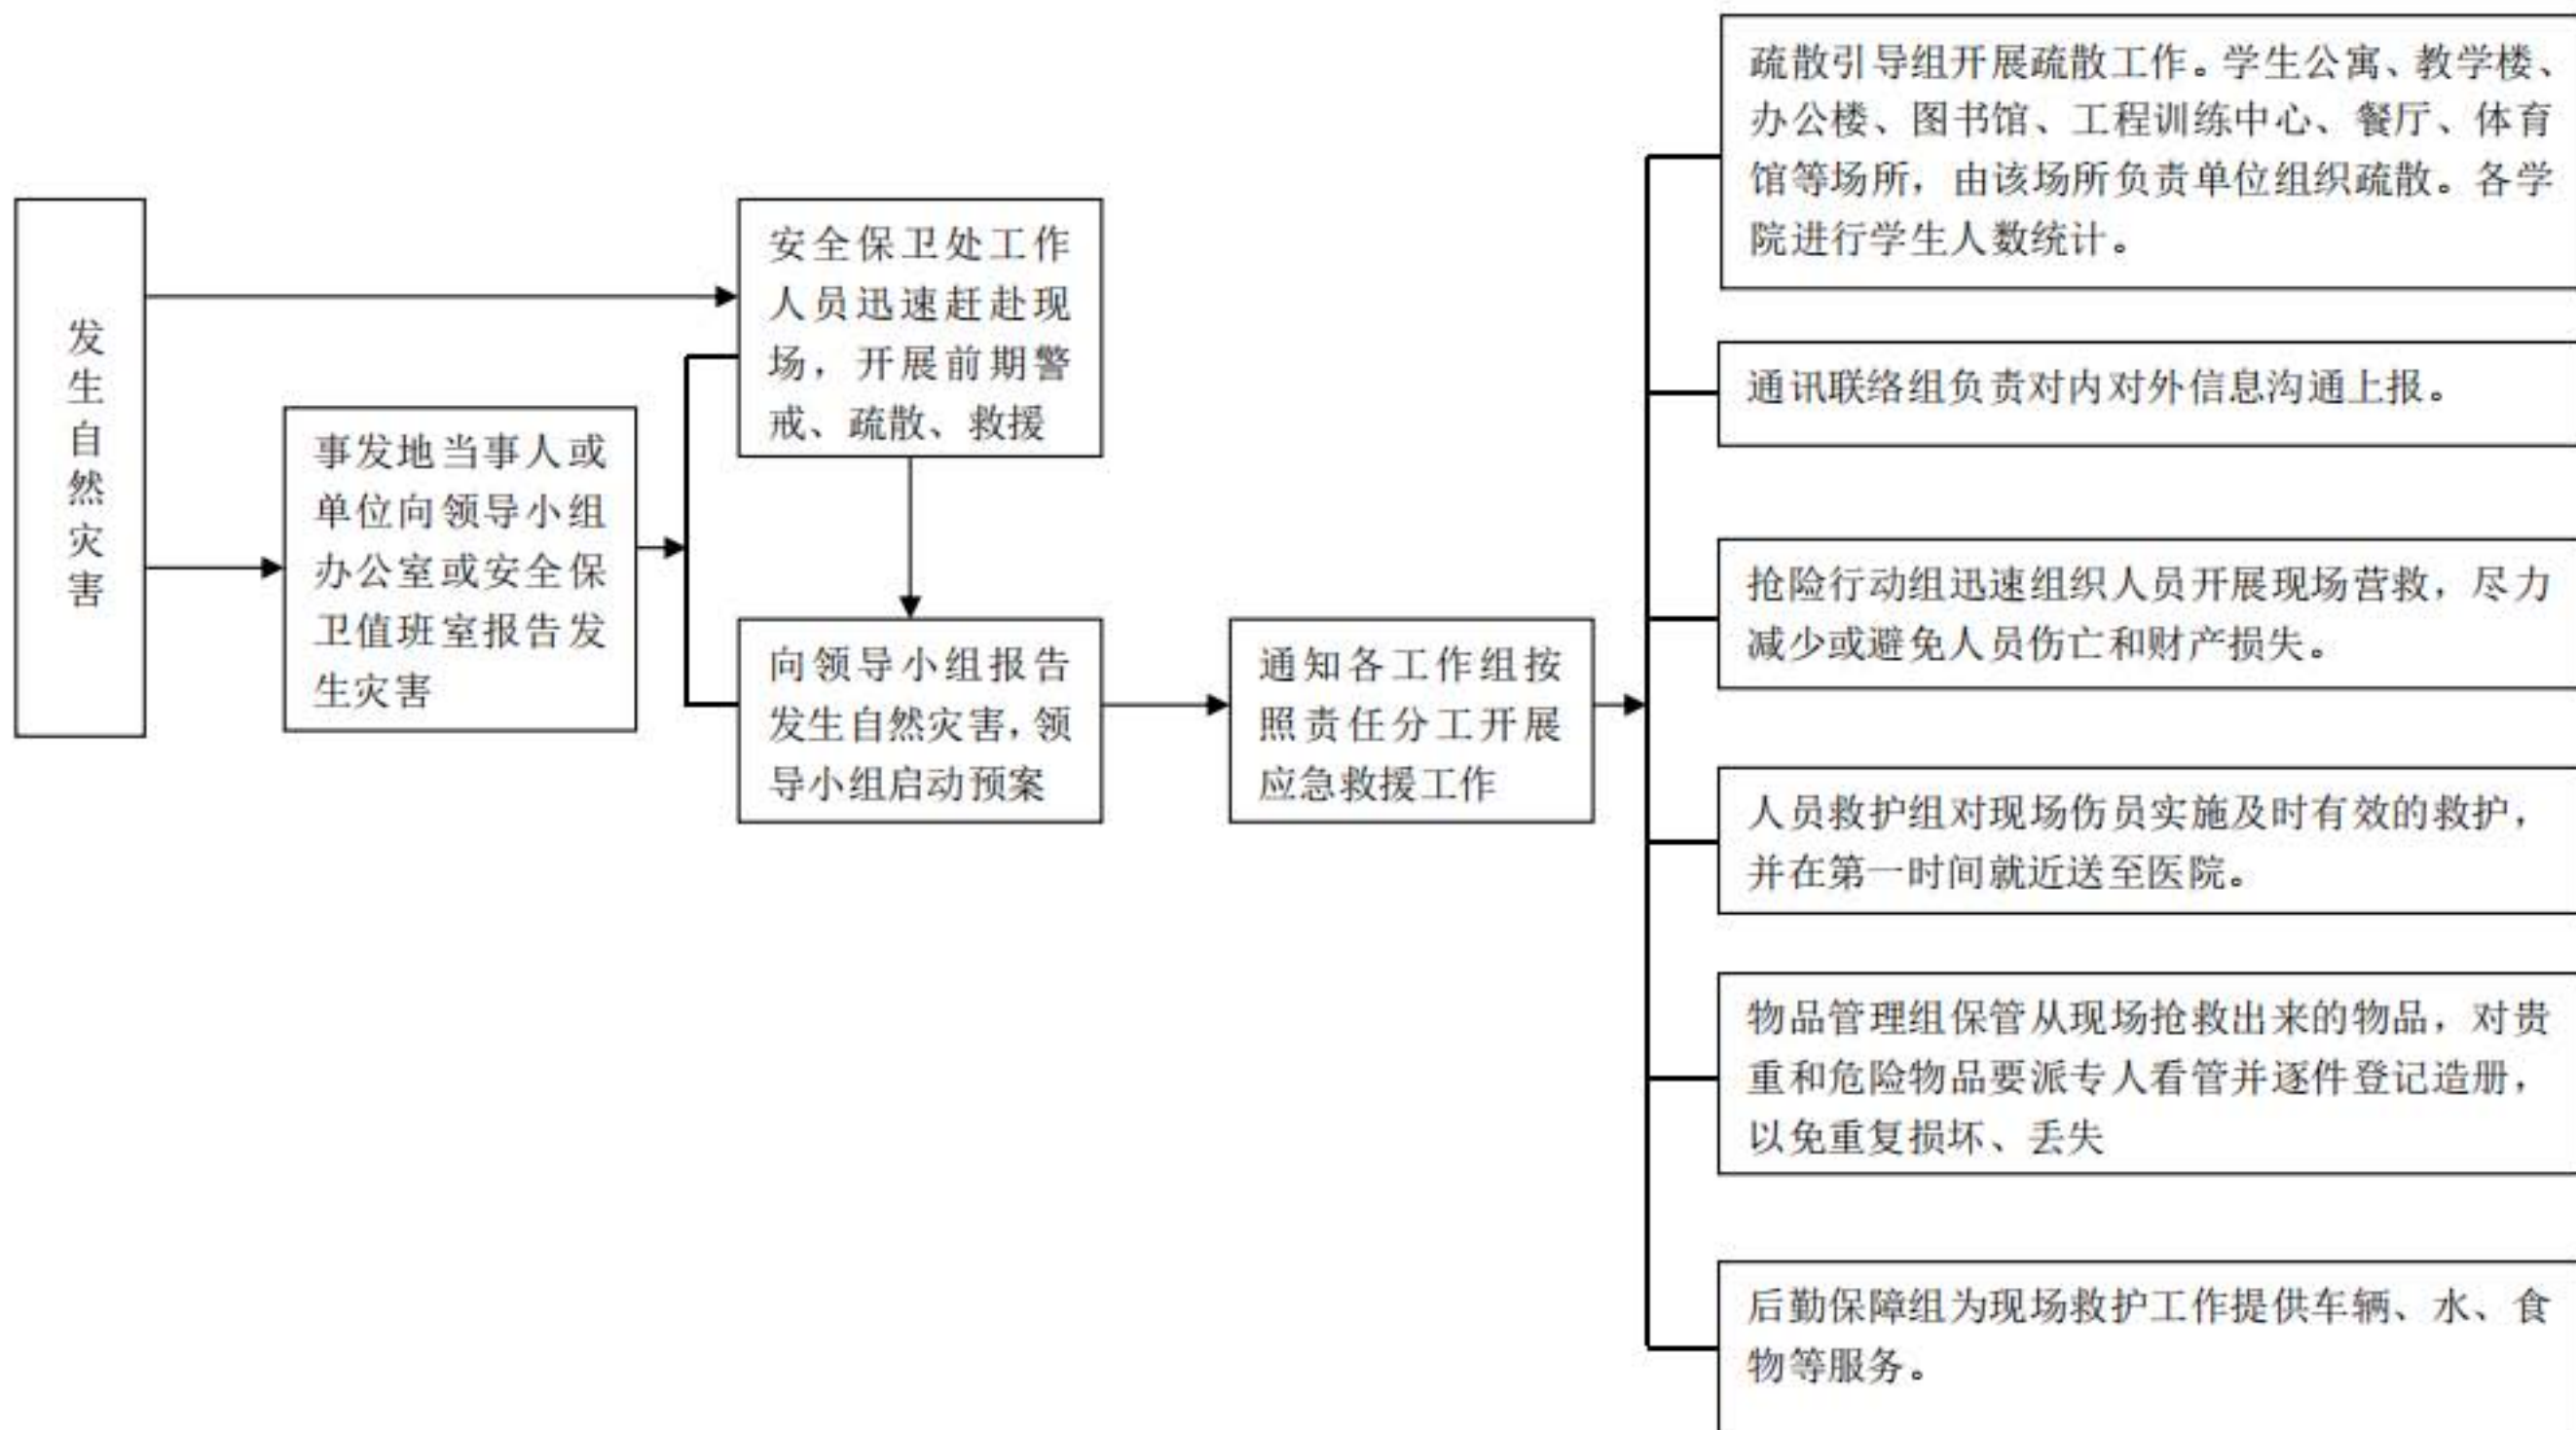 发生自然灾害
事发地当事人或
单位向领导小组
办公室或安全保
卫值班室报告发
生灾害
安全保卫处工作
人员迅速赶赴现
场，开展前期警
戒、疏散、救援
向领导小组报告
发生自然灾害，领
导小组启动预案
通知各工作组按
照责任分工开展
应急救援工作
疏散引导组开展疏散工作。学生公寓、教学楼、
办公楼、图书馆、工程训练中心、餐厅、体育
馆等场所，由该场所负责单位组织疏散。各学
院进行学生人数统计。
通讯联络组负责对内对外信息沟通上报。
抢险行动组迅速组织人员开展现场营救，尽力
减少或避免人员伤亡和财产损失。
人员救护组对现场伤员实施及时有效的救护，
并在第一时间就近送至医院。
物品管理组保管从现场抢救出来的物品，对贵
重和危险物品要派专人看管并逐件登记造册，
以免重复损坏、丢失
后勤保障组为现场救护工作提供车辆、水、食
物等服务。